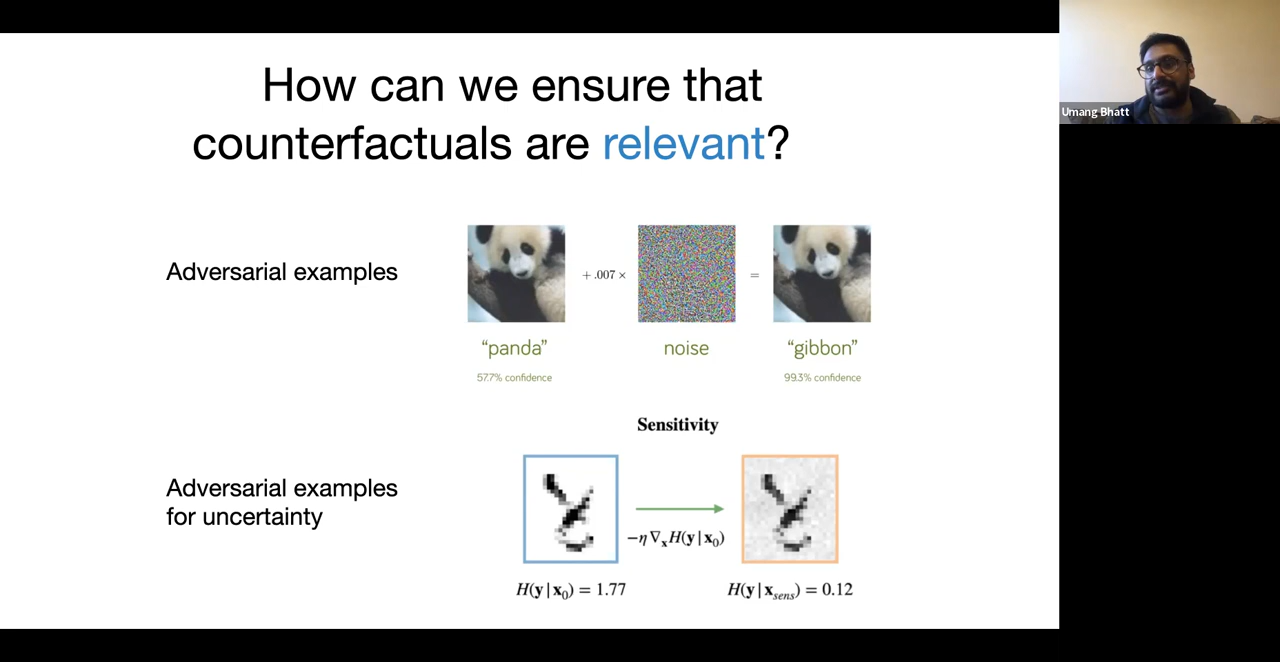 How can we ensure that
counterfactuals are relevant?
Umang Bhatt
Adversarial examples
+ .007 ×
=
“panda”
noise
“gibbon”
57.7% confidence
99.3% confidence
Sensitivity
Adversarial examples
for uncertainty
−η∇ₓH(y|x₀)
H(y|x₀) = 1.77
H(y|x_sens) = 0.12